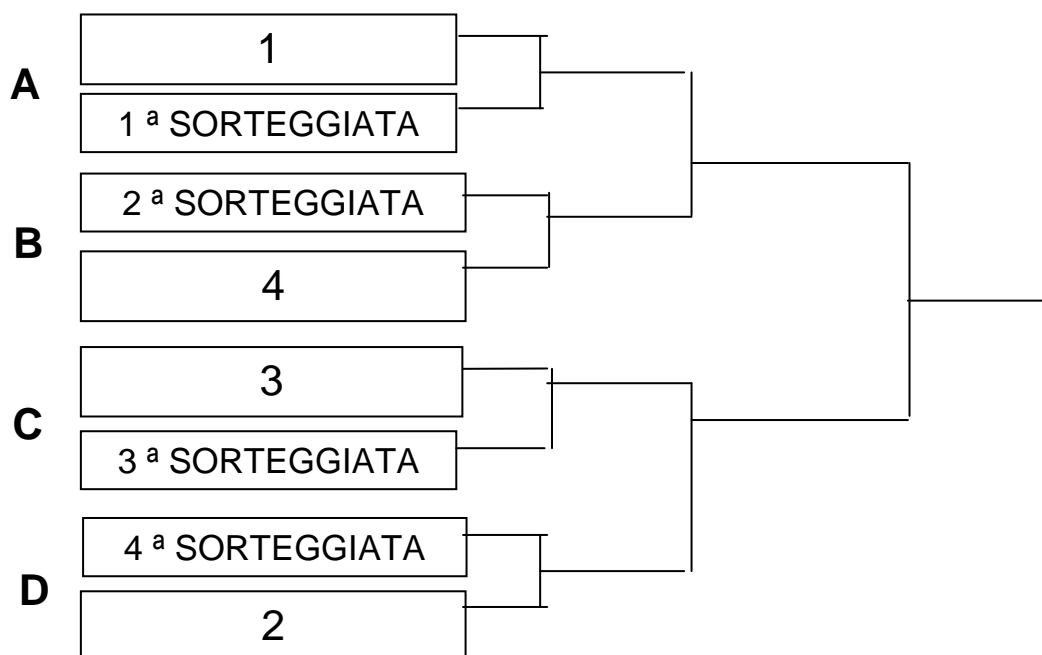 A
1
1 ª SORTEGGIATA
B
2 ª SORTEGGIATA
4
C
3
3 ª SORTEGGIATA
D
4 ª SORTEGGIATA
2